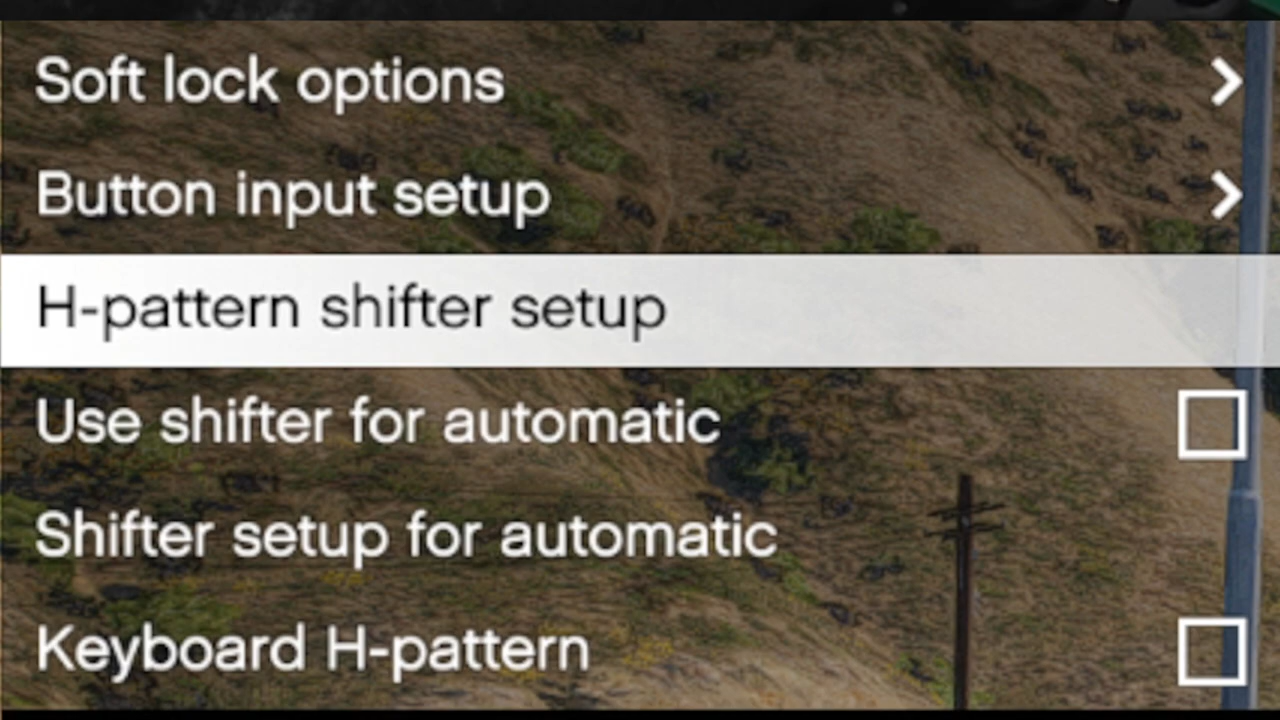 Soft lock options
Button input setup
H-pattern shifter setup
Use shifter for automatic
Shifter setup for automatic
Keyboard H-pattern